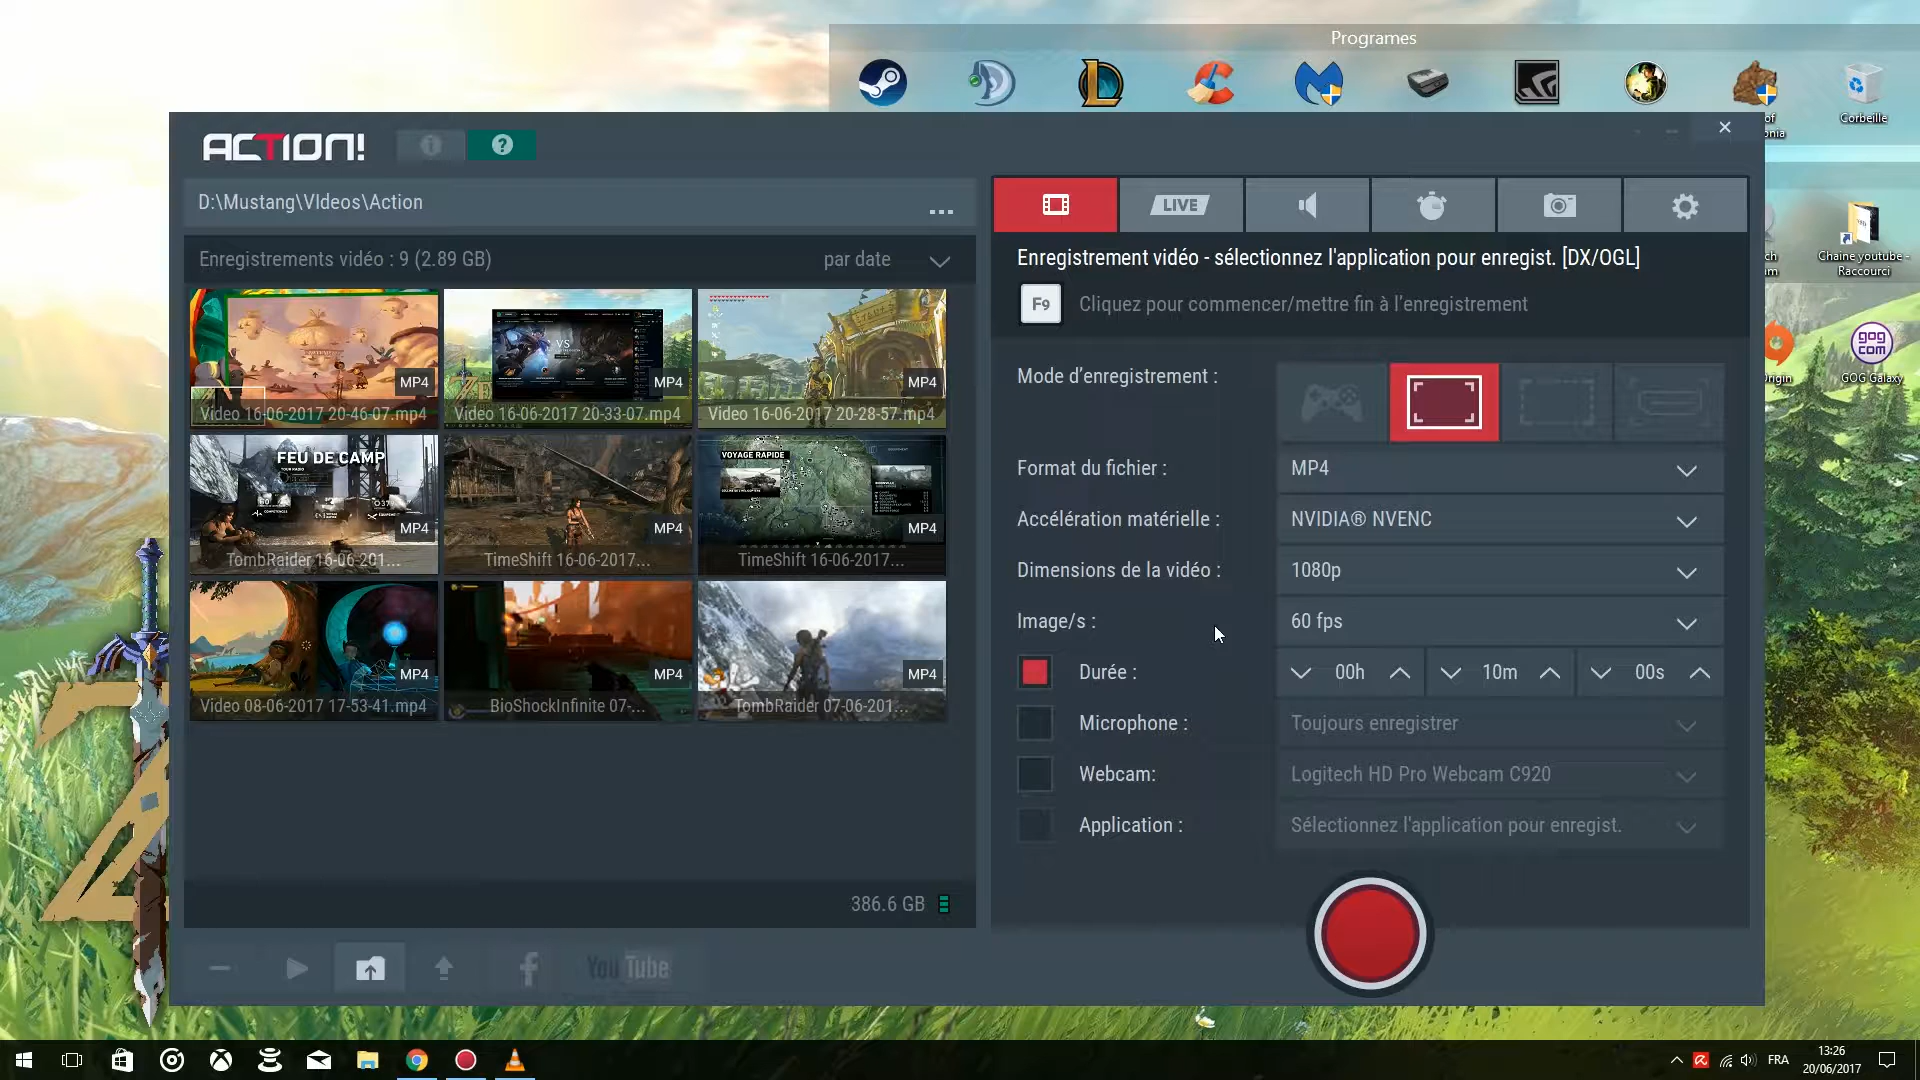 Programes
Corbeille
Chaine youtube -
Raccourci
gog
com
GOG Galaxy
ACTION!
D:\Mustang\VIdeos\Action
...
Enregistrements vidéo : 9 (2.89 GB)
par date
MP4
Video 16-06-2017 20-46-07.mp4
VS
MP4
Video 16-06-2017 20-33-07.mp4
MP4
Video 16-06-2017 20-28-57.mp4
FEU DE CAMP
MP4
TombRaider 16-06-201...
MP4
TimeShift 16-06-2017...
VOYAGE RAPIDE
MP4
TimeShift 16-06-2017...
MP4
Video 08-06-2017 17-53-41.mp4
MP4
BioShockInfinite 07-...
MP4
TombRaider 07-06-201...
386.6 GB
You Tube
LIVE
Enregistrement vidéo - sélectionnez l'application pour enregist. [DX/OGL]
F9 Cliquez pour commencer/mettre fin à l'enregistrement
Mode d'enregistrement :
Format du fichier : MP4
Accélération matérielle : NVIDIA® NVENC
Dimensions de la vidéo : 1080p
Image/s : 60 fps
Durée : 00h 10m 00s
Microphone : Toujours enregistrer
Webcam: Logitech HD Pro Webcam C920
Application : Sélectionnez l'application pour enregist.
FRA
13:26
20/06/2017